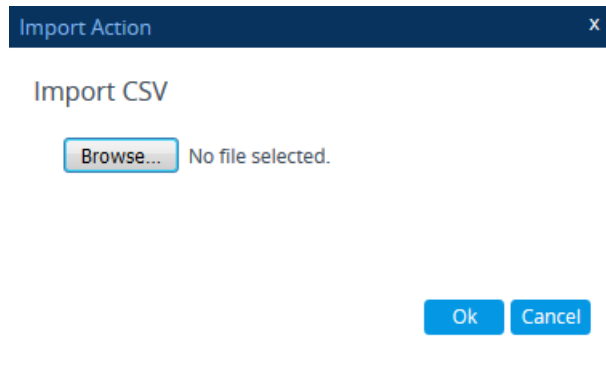 Import Action x
Import CSV
Browse... No file selected.
Ok Cancel